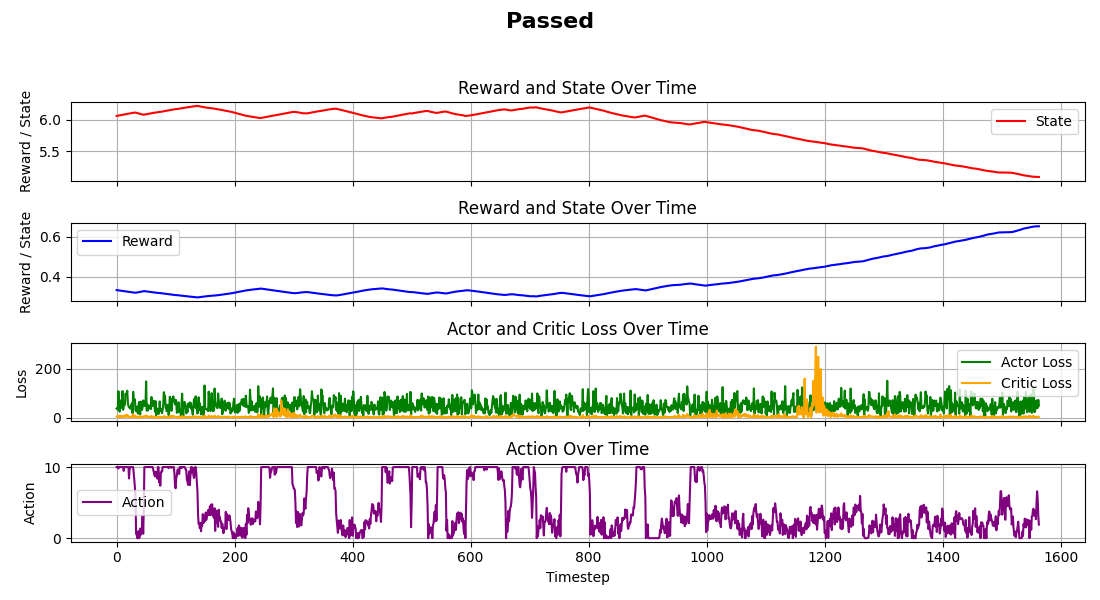 Passed
Reward and State Over Time
Reward / State
6.0
5.5
State
Reward and State Over Time
Reward / State
0.6
0.4
Reward
Actor and Critic Loss Over Time
Loss
200
0
Actor Loss
Critic Loss
Action Over Time
Action
10
0
Action
0 200 400 600 800 1000 1200 1400 1600
Timestep